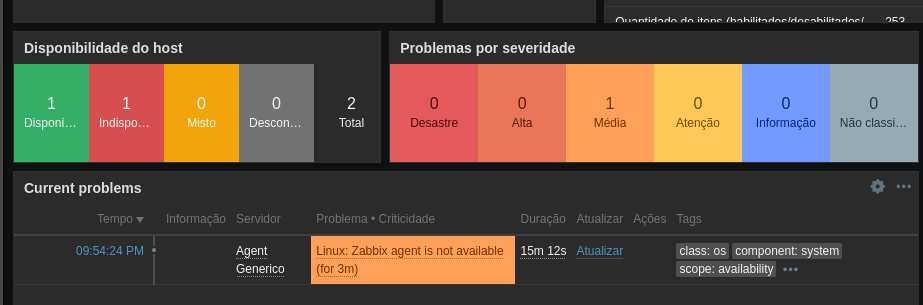 Quantidade de itens (habilitados/desabilitados/... 253
Disponibilidade do host
Problemas por severidade
1 1 0 0 2
Disponí... Indispo... Misto Descon... Total
0 0 1 0 0 0
Desastre Alta Média Atenção Informação Não classi...
Current problems
Tempo Informação Servidor Problema • Criticidade Duração Atualizar Ações Tags
09:54:24 PM Agent Generico Linux: Zabbix agent is not available (for 3m) 15m 12s Atualizar class: os component: system
scope: availability